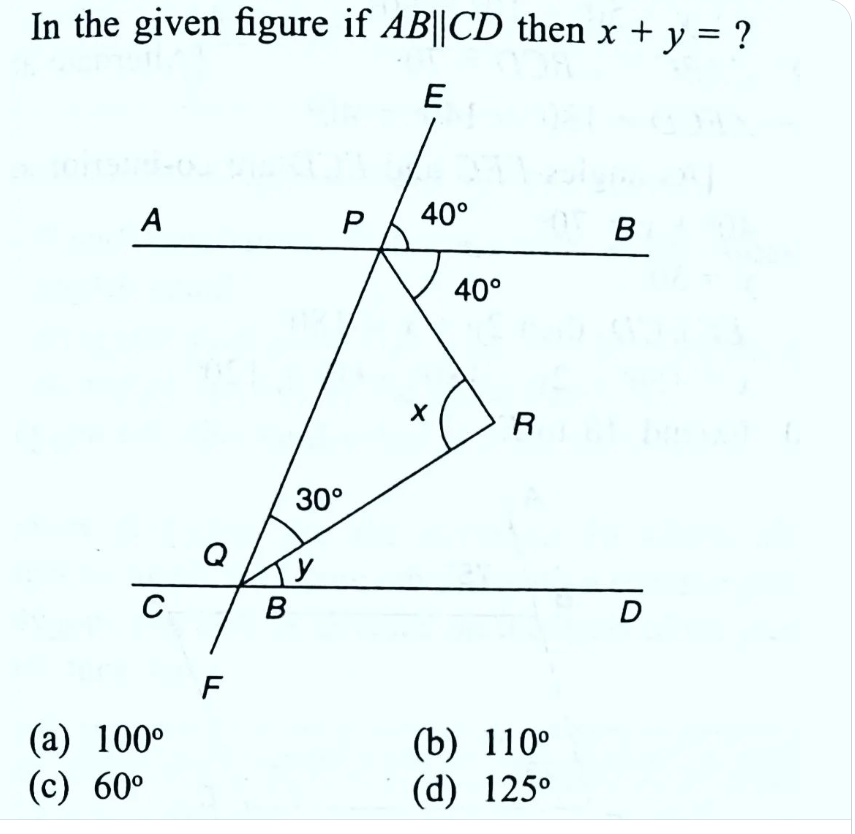 In the given figure if AB||CD then x + y = ?
E
A
P
40°
B
40°
x
R
30°
Q
y
C
B
D
F
(a) 100° (b) 110°
(c) 60° (d) 125°